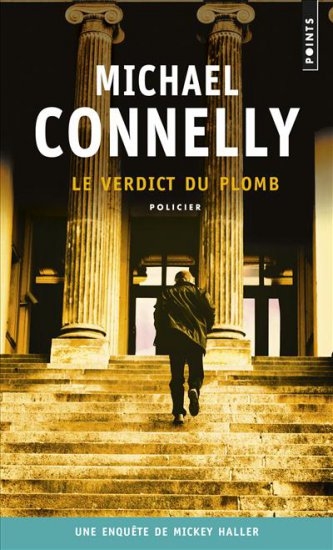 POINTS
MICHAEL
CONNELLY
LE VERDICT DU PLOMB
POLICIER
UNE ENQUÊTE DE MICKEY HALLER